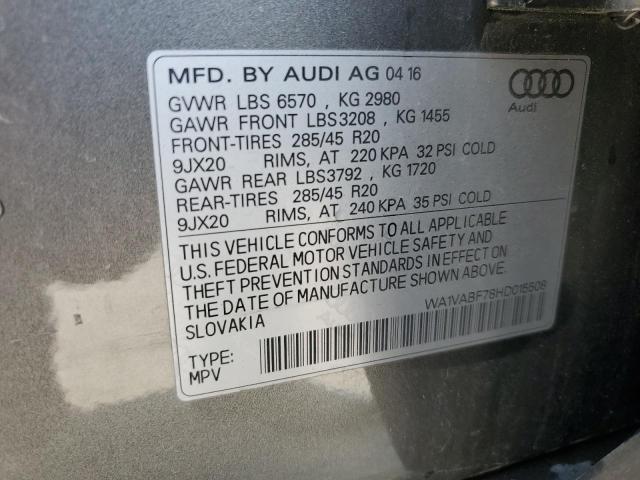 MFD. BY AUDI AG 04 16
Audi
GVWR LBS 6570 , KG 2980
GAWR FRONT LBS3208 , KG 1455
FRONT-TIRES 285/45 R20
9JX20 RIMS, AT 220 KPA 32 PSI COLD
GAWR REAR LBS3792 , KG 1720
REAR-TIRES 285/45 R20
9JX20 RIMS, AT 240 KPA 35 PSI COLD
THIS VEHICLE CONFORMS TO ALL APPLICABLE
U.S. FEDERAL MOTOR VEHICLE SAFETY AND
THEFT PREVENTION STANDARDS IN EFFECT ON
THE DATE OF MANUFACTURE SHOWN ABOVE.
SLOVAKIA
WA1VABF78HD015508
TYPE:
MPV